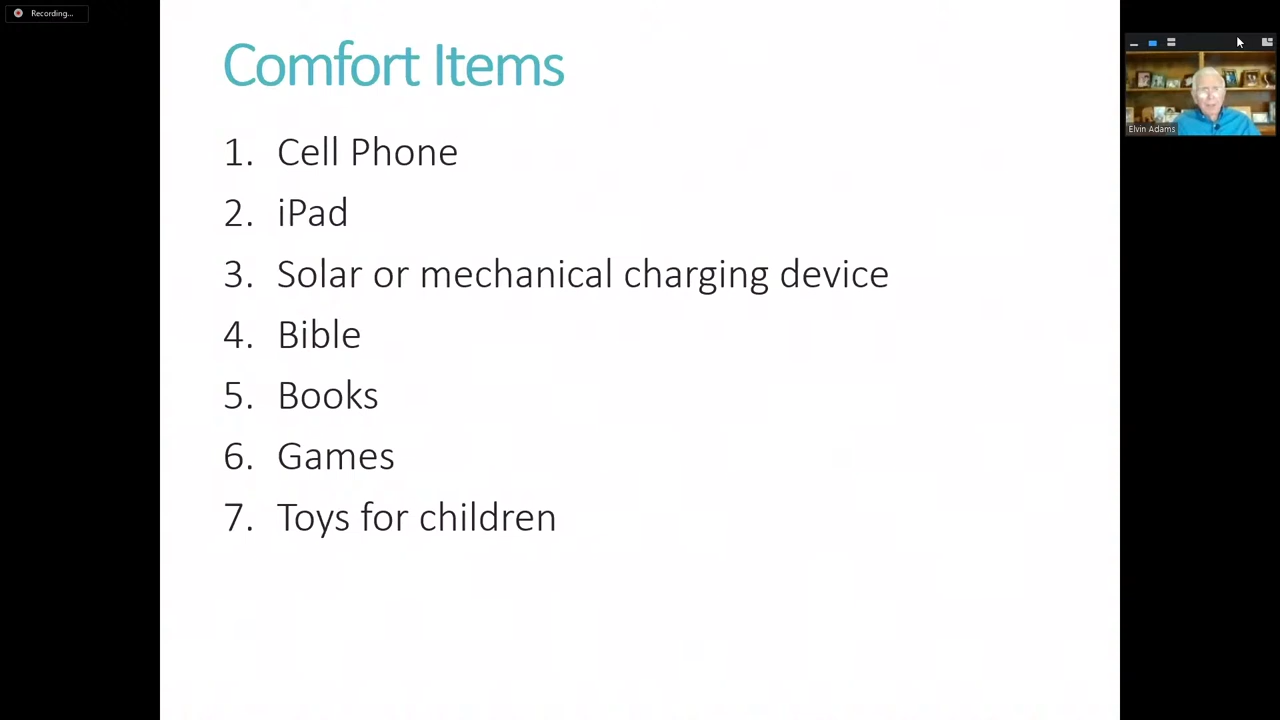 Recording...
Comfort Items
1. Cell Phone
2. iPad
3. Solar or mechanical charging device
4. Bible
5. Books
6. Games
7. Toys for children
Elvin Adams